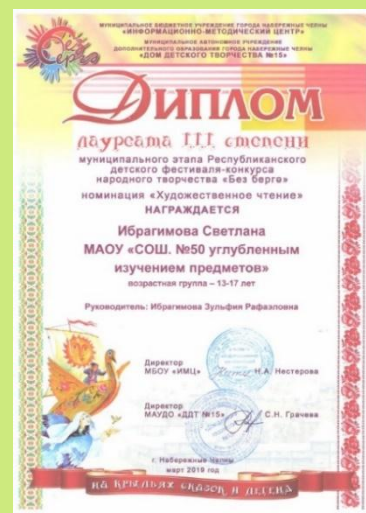 МУНИЦИПАЛЬНОЕ БЮДЖЕТНОЕ УЧРЕЖДЕНИЕ ГОРОДА НАБЕРЕЖНЫЕ ЧЕЛНЫ
«ИНФОРМАЦИОННО-МЕТОДИЧЕСКИЙ ЦЕНТР»
МУНИЦИПАЛЬНОЕ АВТОНОМНОЕ УЧРЕЖДЕНИЕ
ДОПОЛНИТЕЛЬНОГО ОБРАЗОВАНИЯ ГОРОДА НАБЕРЕЖНЫЕ ЧЕЛНЫ
«ДОМ ДЕТСКОГО ТВОРЧЕСТВА №15»
ДИПЛОМ
лауреата III степени
муниципального этапа Республиканского
детского фестиваля-конкурса
народного творчества «Без бергә»
номинация «Художественное чтение»
НАГРАЖДАЕТСЯ
Ибрагимова Светлана
МАОУ «СОШ. №50 углубленным
изучением предметов»
возрастная группа – 13-17 лет
Руководитель: Ибрагимова Зульфия Рафаэловна
Директор
МБОУ «ИМЦ» Н.А. Нестерова
Директор
МАУДО «ДДТ №15» С.Н. Грачева
г. Набережные Челны
март 2019 год
НА КРЫЛЬЯХ СКАЗОК И ЛЕГЕНД